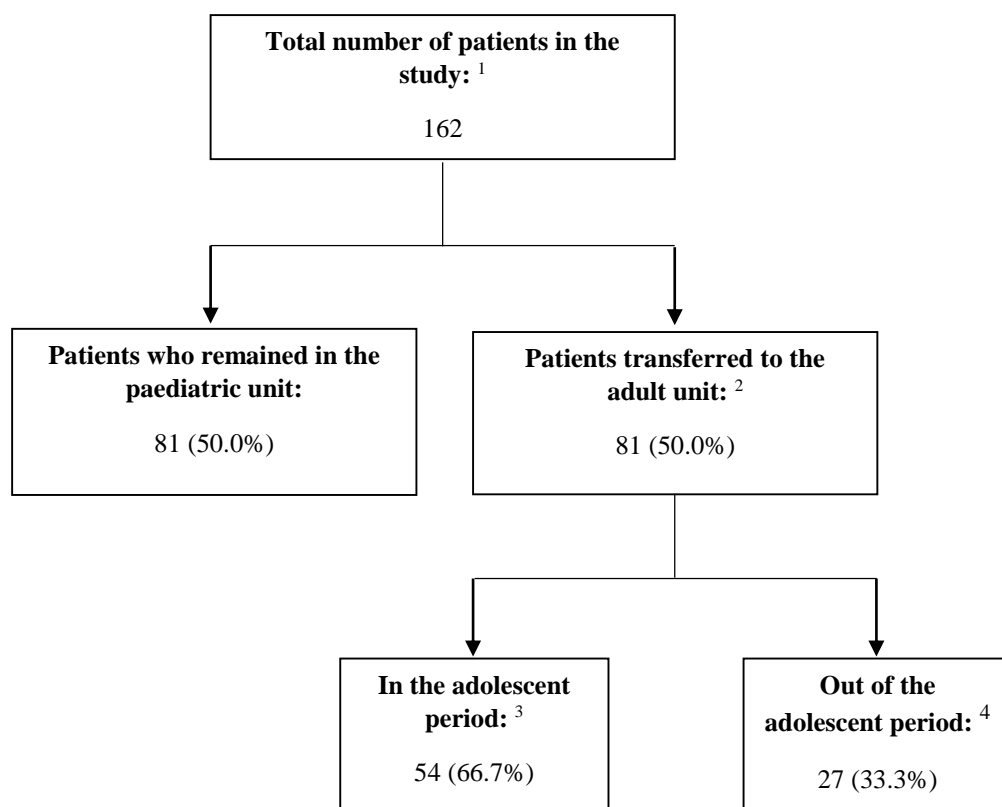 Total number of patients in the
study: 1
162
Patients who remained in the
paediatric unit:
81 (50.0%)
Patients transferred to the
adult unit: 2
81 (50.0%)
In the adolescent
period: 3
54 (66.7%)
Out of the
adolescent period: 4
27 (33.3%)